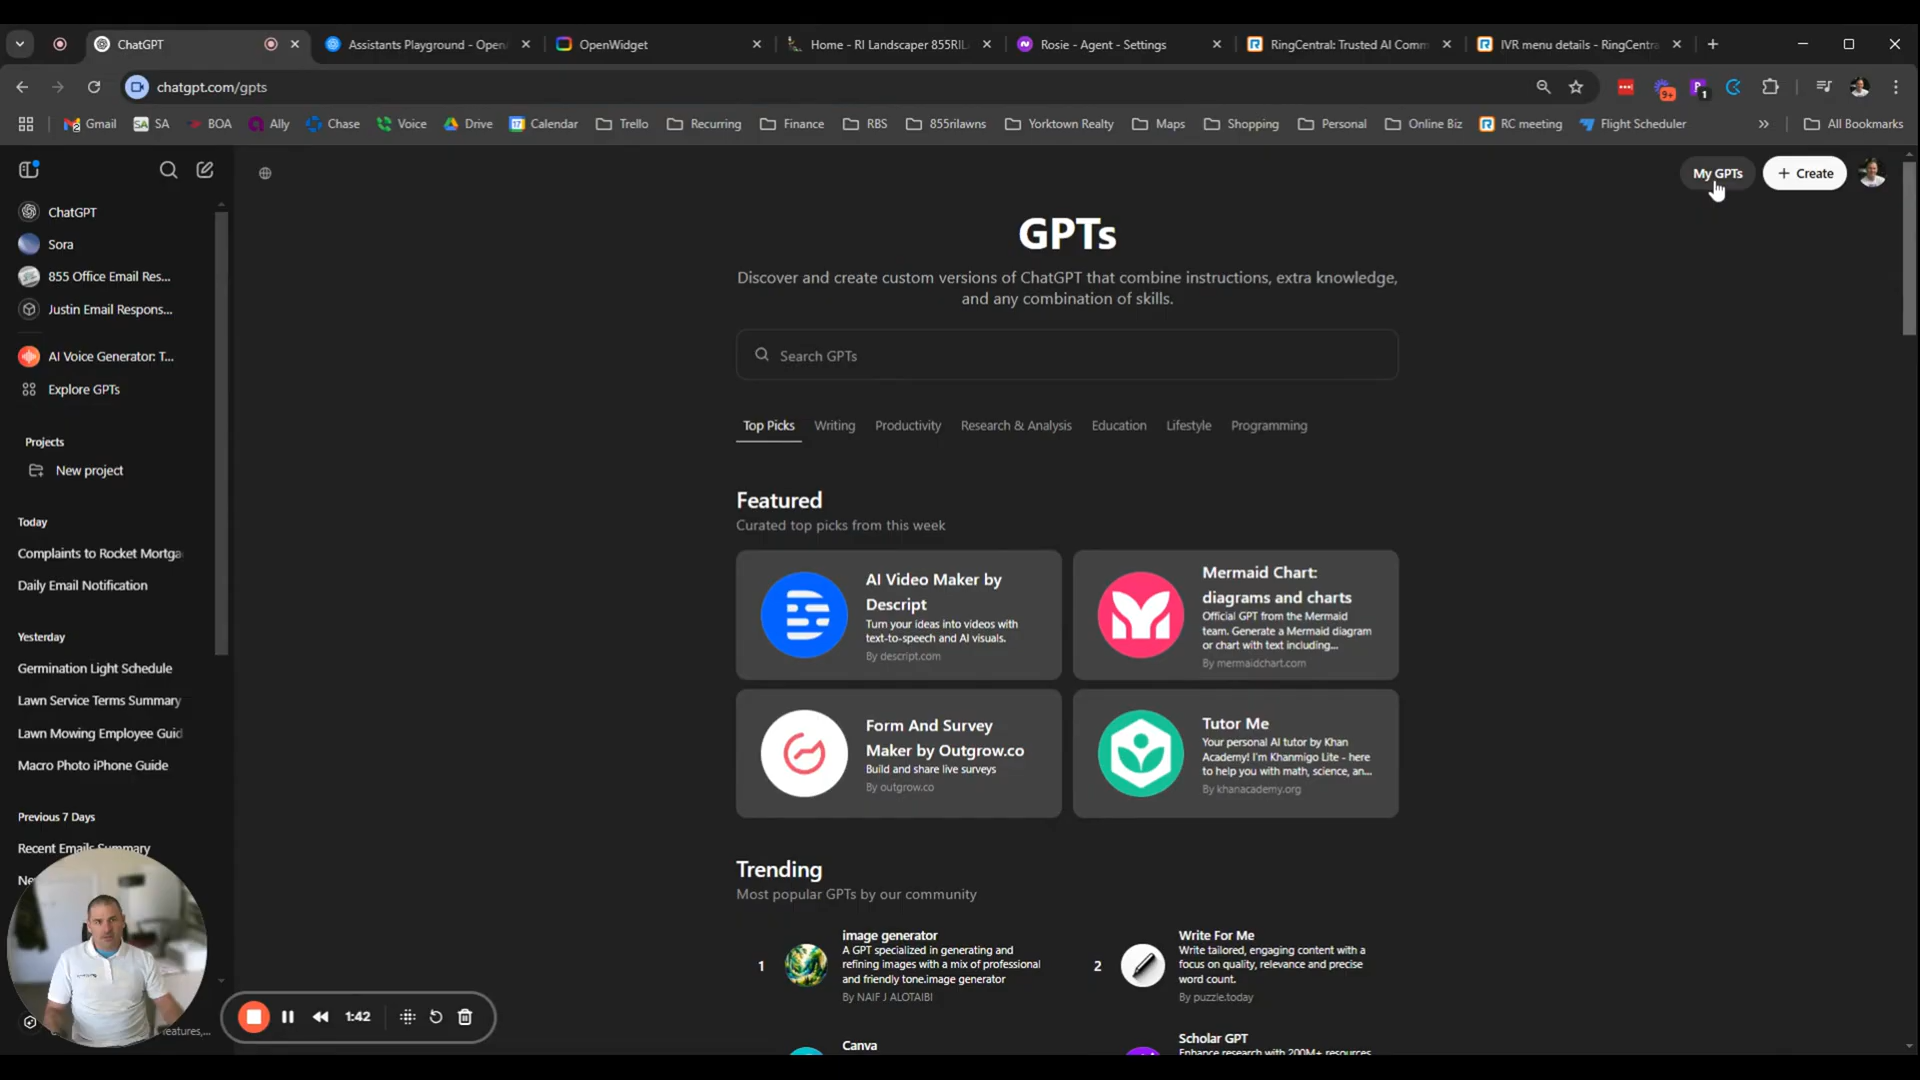 ChatGPT
Assistants Playground - Open
OpenWidget
Home - RI Landscaper 855RIL
Rosie - Agent - Settings
RingCentral: Trusted AI Comm
IVR menu details - RingCentra
chatgpt.com/gpts
9+
1
Gmail
SA
BOA
Ally
Chase
Voice
Drive
Calendar
Trello
Recurring
Finance
RBS
855rilawns
Yorktown Realty
Maps
Shopping
Personal
Online Biz
RC meeting
Flight Scheduler
All Bookmarks
My GPTs
+ Create
ChatGPT
Sora
855 Office Email Res...
Justin Email Respons...
AI Voice Generator: T...
Explore GPTs
Projects
New project
Today
Complaints to Rocket Mortga
Daily Email Notification
Yesterday
Germination Light Schedule
Lawn Service Terms Summary
Lawn Mowing Employee Guid
Macro Photo iPhone Guide
Previous 7 Days
Recent Emails Summary
GPTs
Discover and create custom versions of ChatGPT that combine instructions, extra knowledge,
and any combination of skills.
Search GPTs
Top Picks
Writing
Productivity
Research & Analysis
Education
Lifestyle
Programming
Featured
Curated top picks from this week
AI Video Maker by
Descript
Turn your ideas into videos with
text-to-speech and AI visuals.
By descript.com
Mermaid Chart:
diagrams and charts
Official GPT from the Mermaid
team. Generate a Mermaid diagram
or chart with text including...
By mermaidchart.com
Form And Survey
Maker by Outgrow.co
Build and share live surveys
By outgrow.co
Tutor Me
Your personal AI tutor by Khan
Academy! I'm Khanmigo Lite - here
to help you with math, science, an...
By khanacademy.org
Trending
Most popular GPTs by our community
1
image generator
A GPT specialized in generating and
refining images with a mix of professional
and friendly tone.image generator
By NAIF J ALOTAIBI
2
Write For Me
Write tailored, engaging content with a
focus on quality, relevance and precise
word count.
By puzzle.today
Canva
Scholar GPT
Enhance research with 200M+ resources
1:42
eatures,...